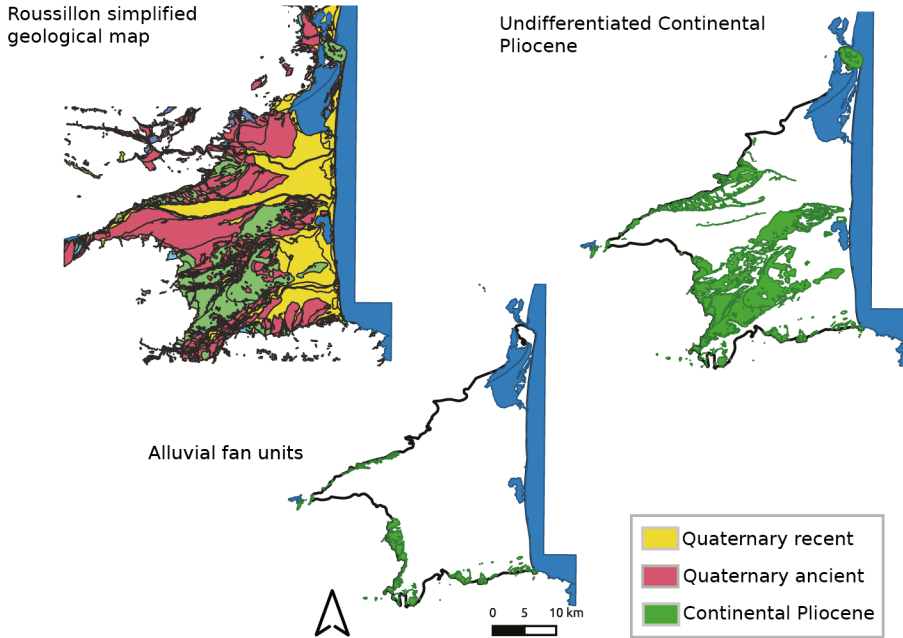 Roussillon simplified
geological map
Undifferentiated Continental
Pliocene
Alluvial fan units
Quaternary recent
Quaternary ancient
Continental Pliocene
0 5 10 km